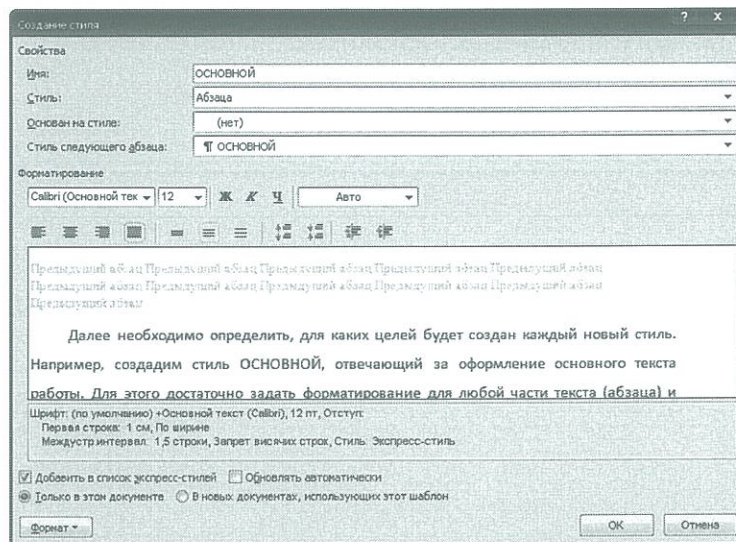 Создание стиля ? X
Свойства
Имя: ОСНОВНОЙ
Стиль: Абзаца
Основан на стиле: (нет)
Стиль следующего абзаца: ¶ ОСНОВНОЙ
Форматирование
Calibri (Основной тек 12 Ж К Ч Авто
Предыдущий абзац Предыдущий абзац Предыдущий абзац Предыдущий абзац Предыдущий абзац
Предыдущий абзац Предыдущий абзац Предыдущий абзац Предыдущий абзац Предыдущий абзац
Предыдущий абзац
Далее необходимо определить, для каких целей будет создан каждый новый стиль.
Например, создадим стиль ОСНОВНОЙ, отвечающий за оформление основного текста
работы. Для этого достаточно задать форматирование для любой части текста (абзаца) и
Шрифт: (по умолчанию) +Основной текст (Calibri), 12 пт, Отступ:
Первая строка: 1 см, По ширине
Междустр.интервал: 1,5 строки, Запрет висячих строк, Стиль: Экспресс-стиль
Добавить в список экспресс-стилей Обновлять автоматически
Только в этом документе В новых документах, использующих этот шаблон
Формат ОК Отмена